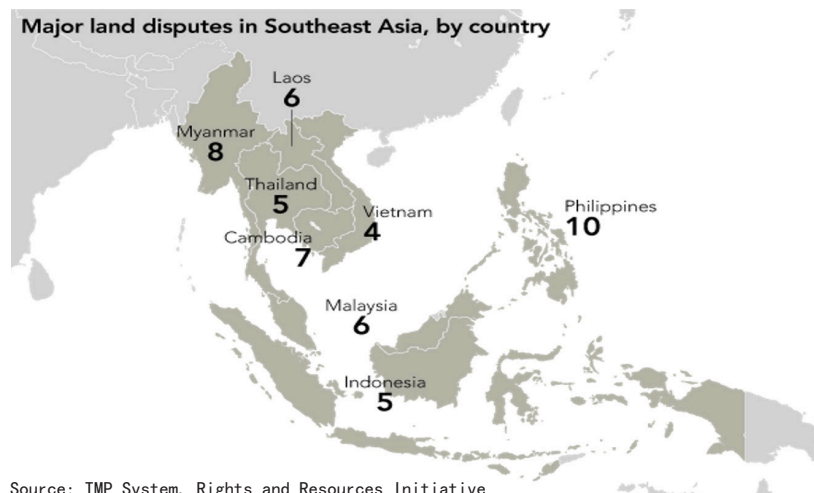 Major land disputes in Southeast Asia, by country
Laos
6
Myanmar
8
Thailand
5
Vietnam
4
Philippines
10
Cambodia
7
Malaysia
6
Indonesia
5
Source: TMP System, Rights and Resources Initiative